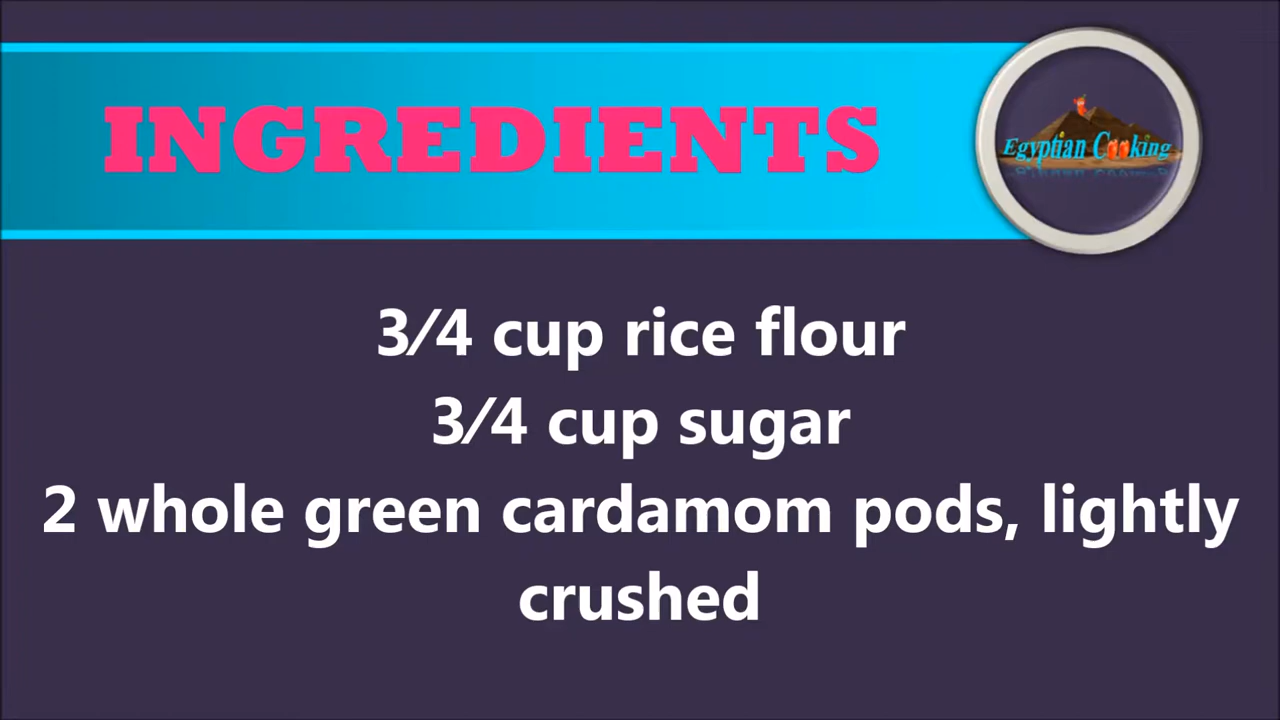 INGREDIENTS
Egyptian Cooking
3/4 cup rice flour
3/4 cup sugar
2 whole green cardamom pods, lightly
crushed